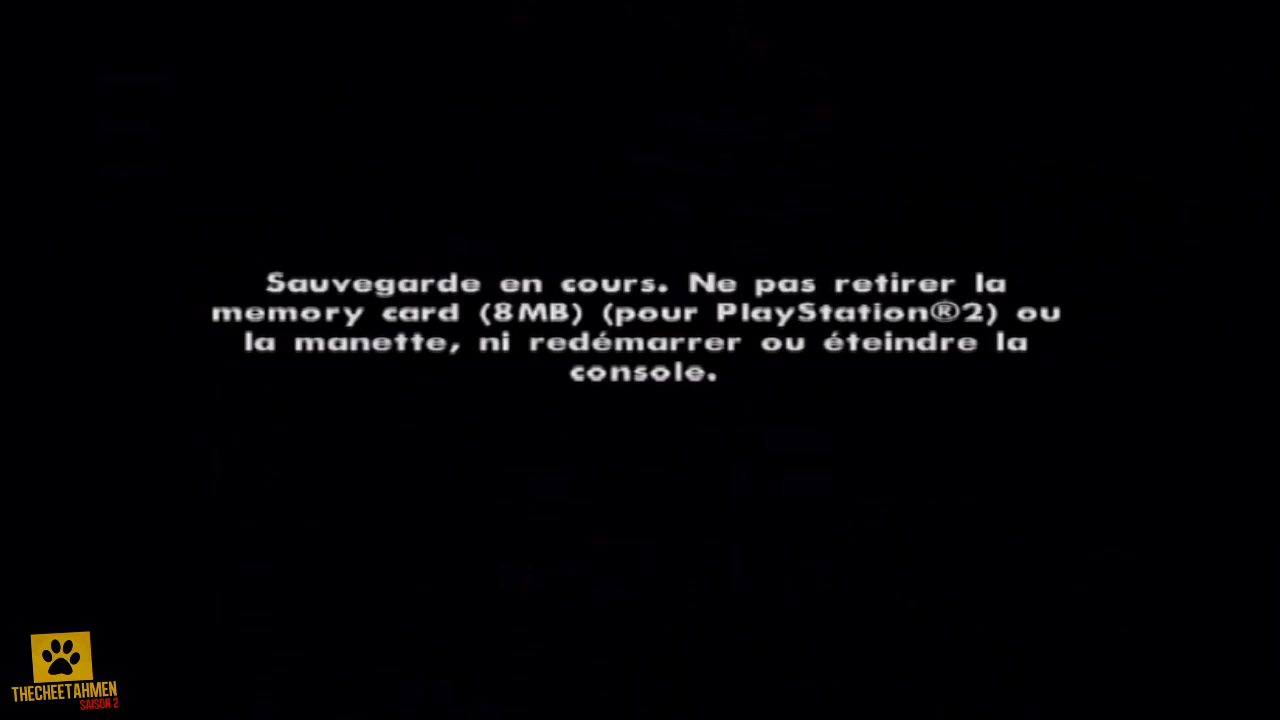 Sauvegarde en cours. Ne pas retirer la
memory card (8MB) (pour PlayStation®2) ou
la manette, ni redémarrer ou éteindre la
console.
THECHEETAHMEN
SAISON 2